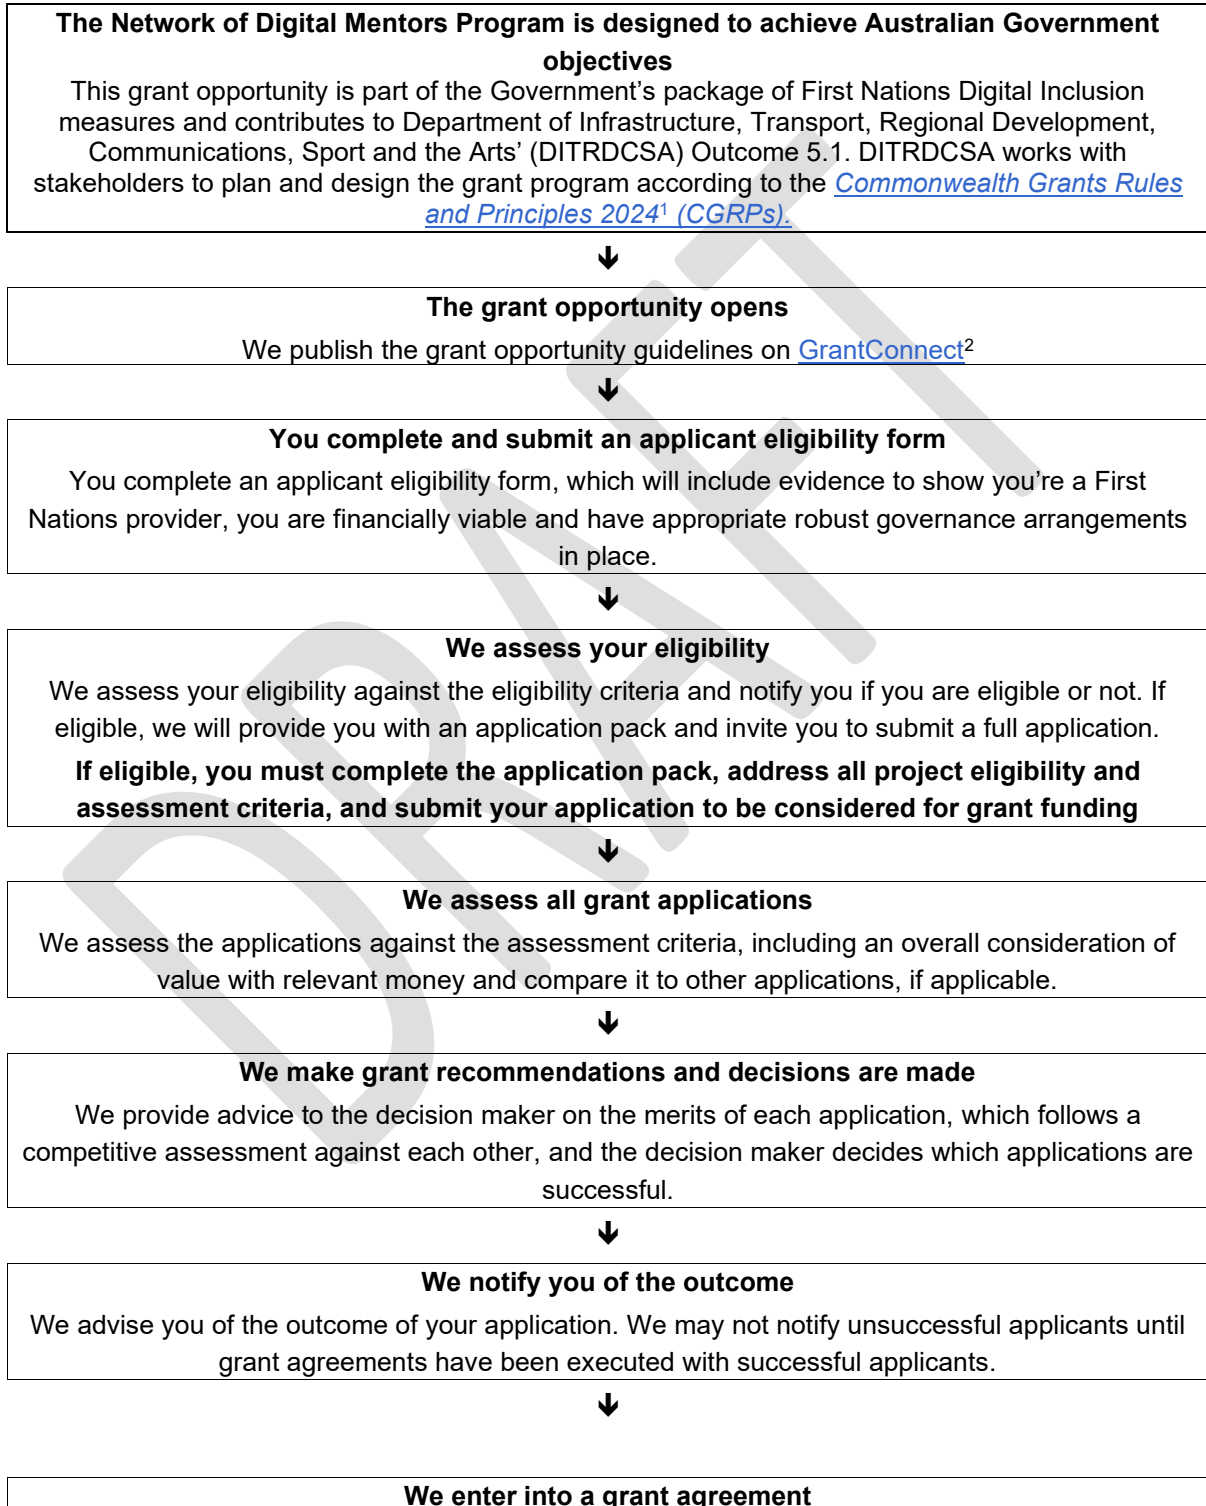 The Network of Digital Mentors Program is designed to achieve Australian Government
objectives
This grant opportunity is part of the Government’s package of First Nations Digital Inclusion
measures and contributes to Department of Infrastructure, Transport, Regional Development,
Communications, Sport and the Arts’ (DITRDCSA) Outcome 5.1. DITRDCSA works with
stakeholders to plan and design the grant program according to the Commonwealth Grants Rules
and Principles 2024¹ (CGRPs).
The grant opportunity opens
We publish the grant opportunity guidelines on GrantConnect²
You complete and submit an applicant eligibility form
You complete an applicant eligibility form, which will include evidence to show you’re a First
Nations provider, you are financially viable and have appropriate robust governance arrangements
in place.
We assess your eligibility
We assess your eligibility against the eligibility criteria and notify you if you are eligible or not. If
eligible, we will provide you with an application pack and invite you to submit a full application.
If eligible, you must complete the application pack, address all project eligibility and
assessment criteria, and submit your application to be considered for grant funding
We assess all grant applications
We assess the applications against the assessment criteria, including an overall consideration of
value with relevant money and compare it to other applications, if applicable.
We make grant recommendations and decisions are made
We provide advice to the decision maker on the merits of each application, which follows a
competitive assessment against each other, and the decision maker decides which applications are
successful.
We notify you of the outcome
We advise you of the outcome of your application. We may not notify unsuccessful applicants until
grant agreements have been executed with successful applicants.
We enter into a grant agreement
DRAFT